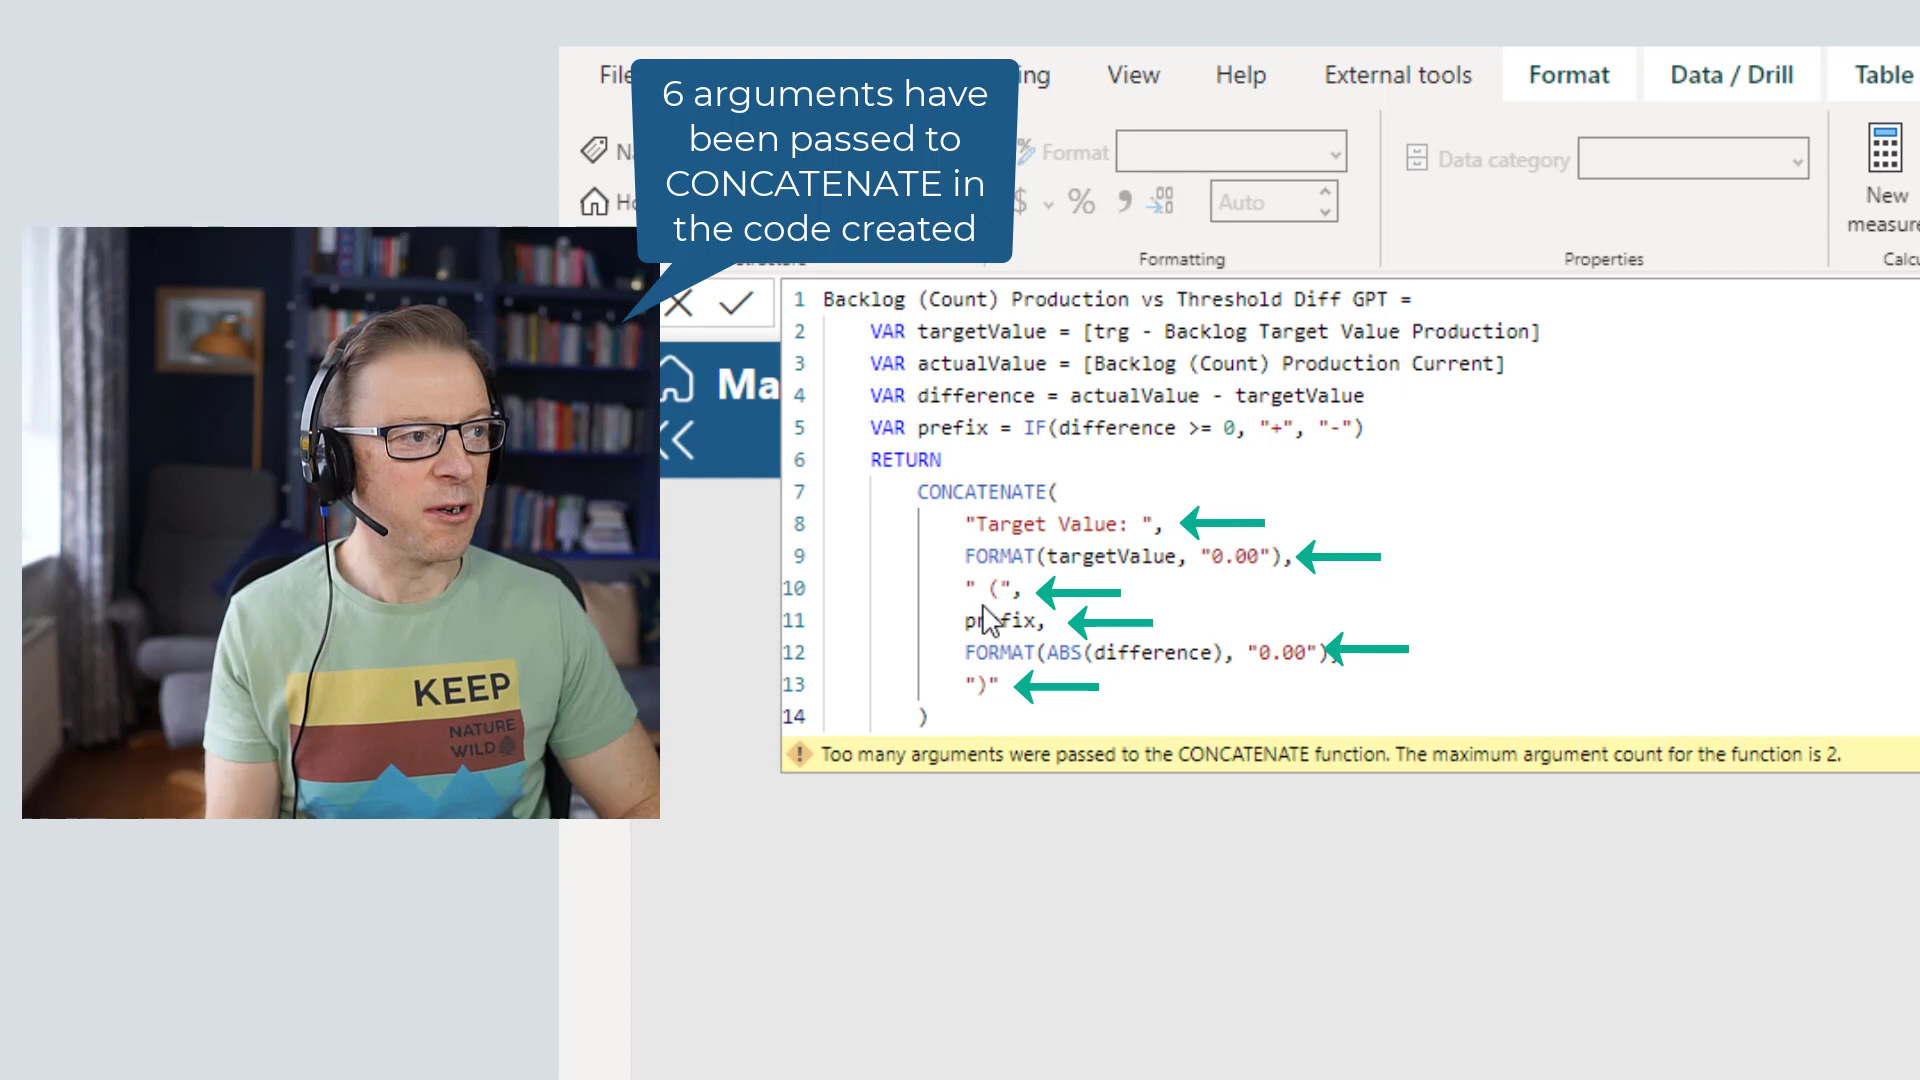 File
ing
View
Help
External tools
Format
Data / Drill
Table
6 arguments have
been passed to
CONCATENATE in
the code created
Format
Data category
$ % Auto
New
measure
Formatting
Properties
Calcu
1 Backlog (Count) Production vs Threshold Diff GPT =
2 VAR targetValue = [trg - Backlog Target Value Production]
3 VAR actualValue = [Backlog (Count) Production Current]
4 VAR difference = actualValue - targetValue
5 VAR prefix = IF(difference >= 0, "+", "-")
6 RETURN
7 CONCATENATE(
8 "Target Value: ",
9 FORMAT(targetValue, "0.00"),
10 " (",
11 prefix,
12 FORMAT(ABS(difference), "0.00"),
13 ")"
14 )
Too many arguments were passed to the CONCATENATE function. The maximum argument count for the function is 2.
Ma
KEEP
NATURE
WILD